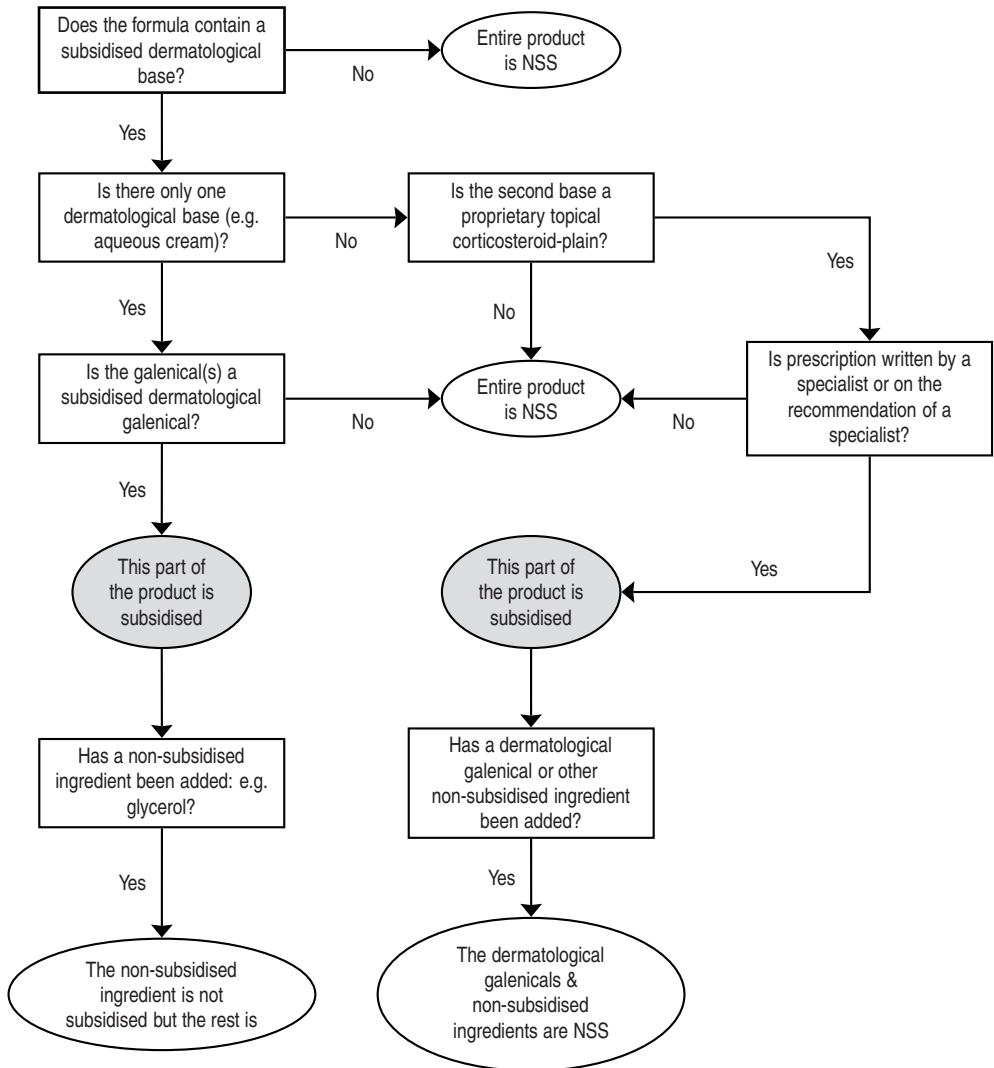 Does the formula contain a
subsidised dermatological
base?
No
Entire product
is NSS
Yes
Is there only one
dermatological base (e.g.
aqueous cream)?
No
Is the second base a
proprietary topical
corticosteroid-plain?
Yes
Yes
No
Is the galenical(s) a
subsidised dermatological
galenical?
No
Entire product
is NSS
No
Is prescription written by a
specialist or on the
recommendation of a
specialist?
Yes
This part of
the product is
subsidised
This part of
the product is
subsidised
Yes
Has a non-subsidised
ingredient been added: e.g.
glycerol?
Has a dermatological
galenical or other
non-subsidised ingredient
been added?
Yes
Yes
The non-subsidised
ingredient is not
subsidised but the rest is
The dermatological
galenicals &
non-subsidised
ingredients are NSS